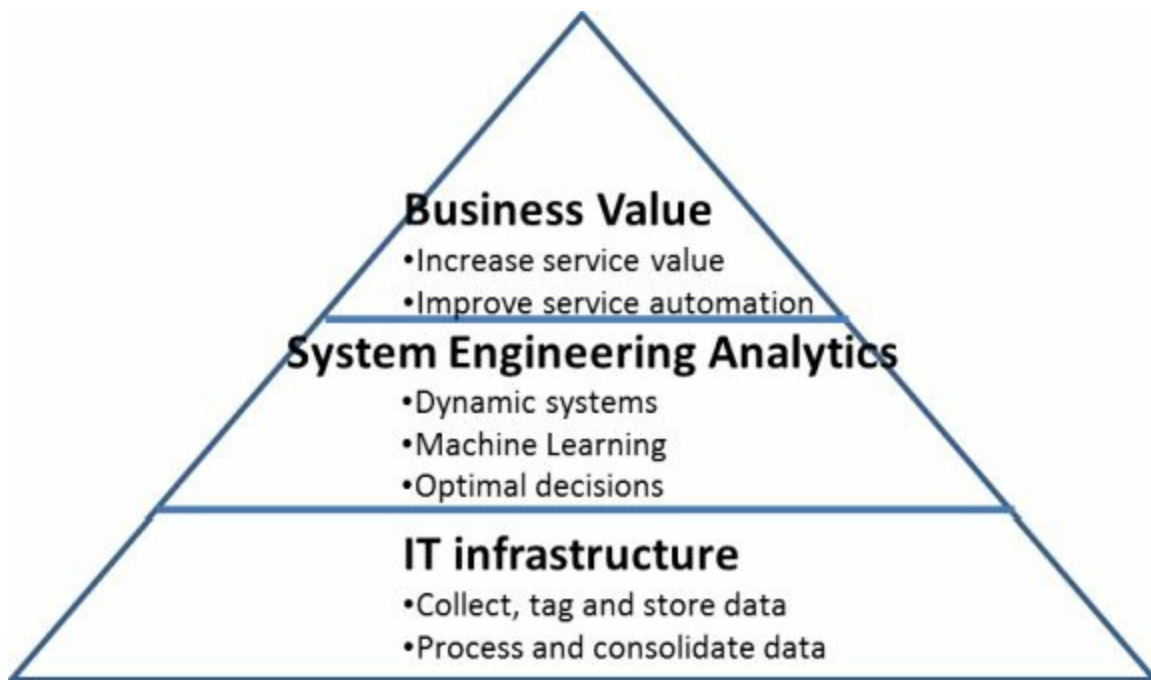 Business Value
•Increase service value
•Improve service automation
System Engineering Analytics
•Dynamic systems
•Machine Learning
•Optimal decisions
IT infrastructure
•Collect, tag and store data
•Process and consolidate data